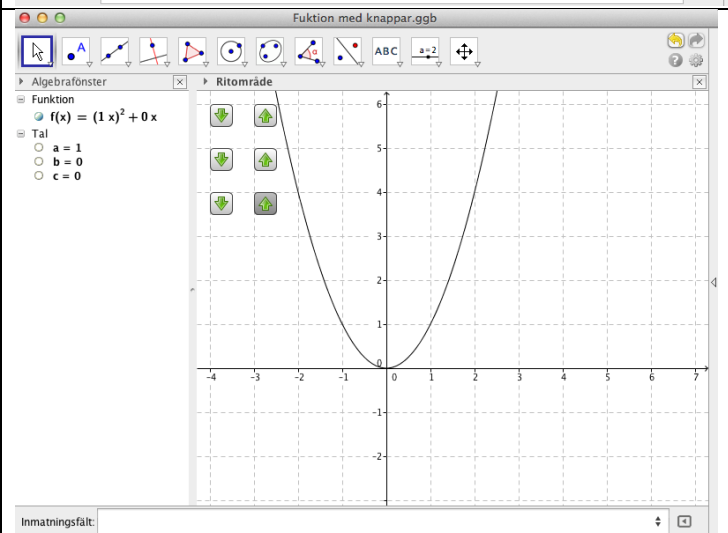 Fuktion med knappar.ggb
A α ABC a=2
Algebrafönster
Ritområde
Funktion
f(x) = (1 x)² + 0 x
Tal
a = 1
b = 0
c = 0
6
5
4
3
2
1
0
-4 -3 -2 -1 0 1 2 3 4 5 6 7
-1
-2
Inmatningsfält: